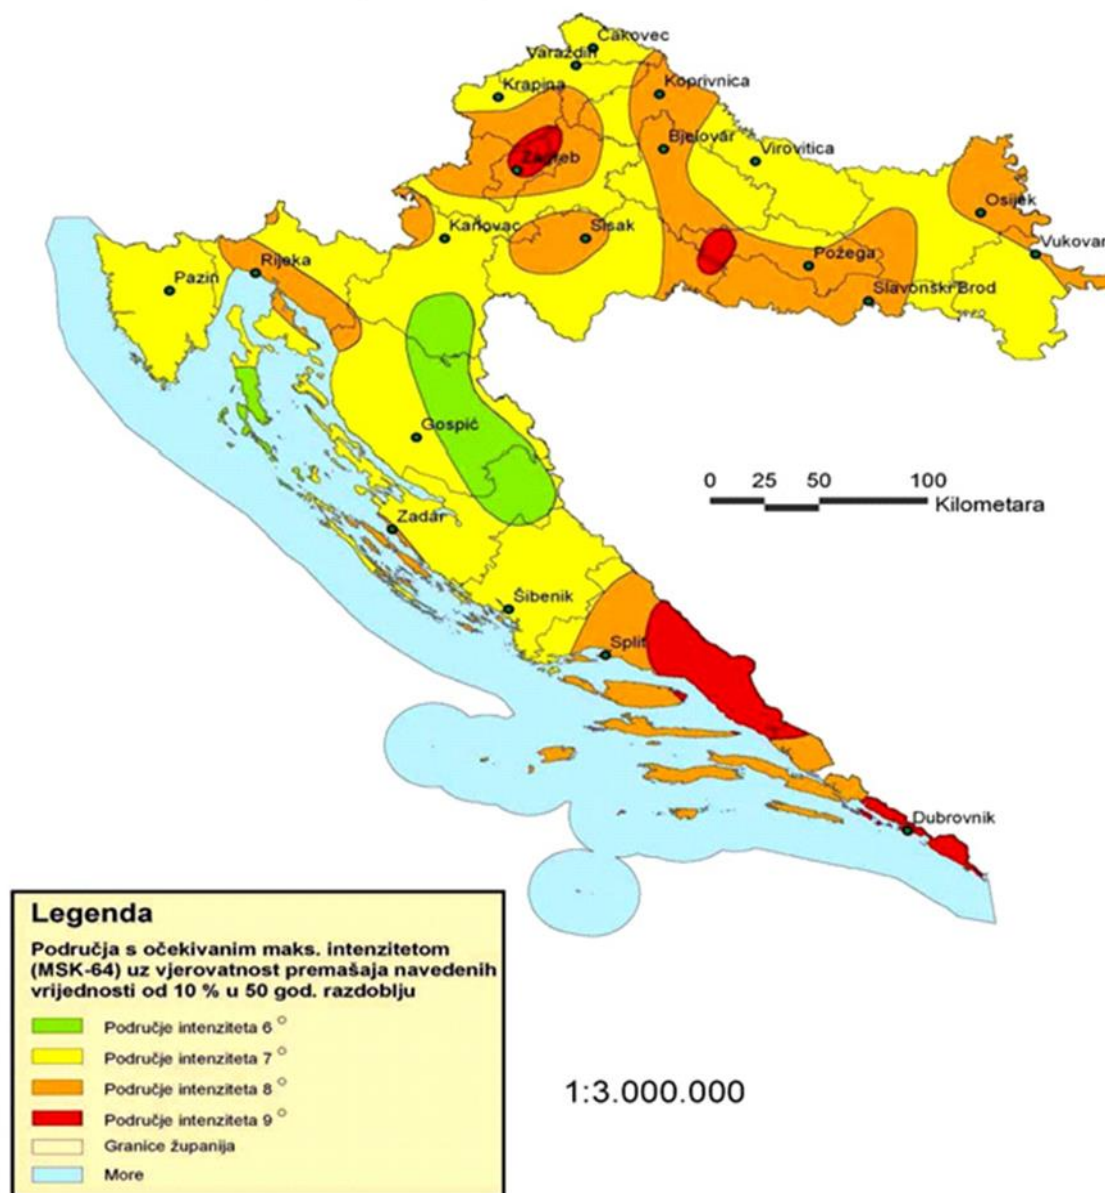 Čakovec
Varaždin
Krapina
Koprivnica
Bjelovar
Virovitica
Zagreb
Osijek
Karlovac
Sisak
Vukovar
Požega
Rijeka
Pazin
Slavonski Brod
Gospić
0 25 50 100
Kilometara
Zadar
Šibenik
Split
Dubrovnik
Legenda
Područja s očekivanim maks. intenzitetom
(MSK-64) uz vjerovatnost premašaja navedenih
vrijednosti od 10 % u 50 god. razdoblju
Područje intenziteta 6 °
Područje intenziteta 7 °
Područje intenziteta 8 °
Područje intenziteta 9 °
Granice županija
More
1:3.000.000